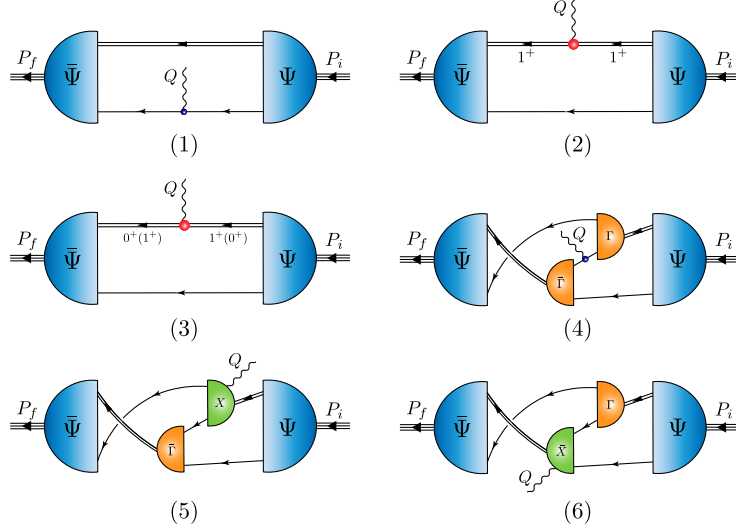 Q
P_f Ψ̄ Q Ψ P_i
P_f Ψ̄ 1⁺ 1⁺ Ψ P_i
(1) (2)
Q
P_f Ψ̄ 0⁺(1⁺) 1⁺(0⁺) Ψ P_i
P_f Ψ̄ Q Γ Γ̄ Ψ P_i
(3) (4)
P_f Ψ̄ Q X Γ̄ Ψ P_i
P_f Ψ̄ Γ X̄ Q Ψ P_i
(5) (6)